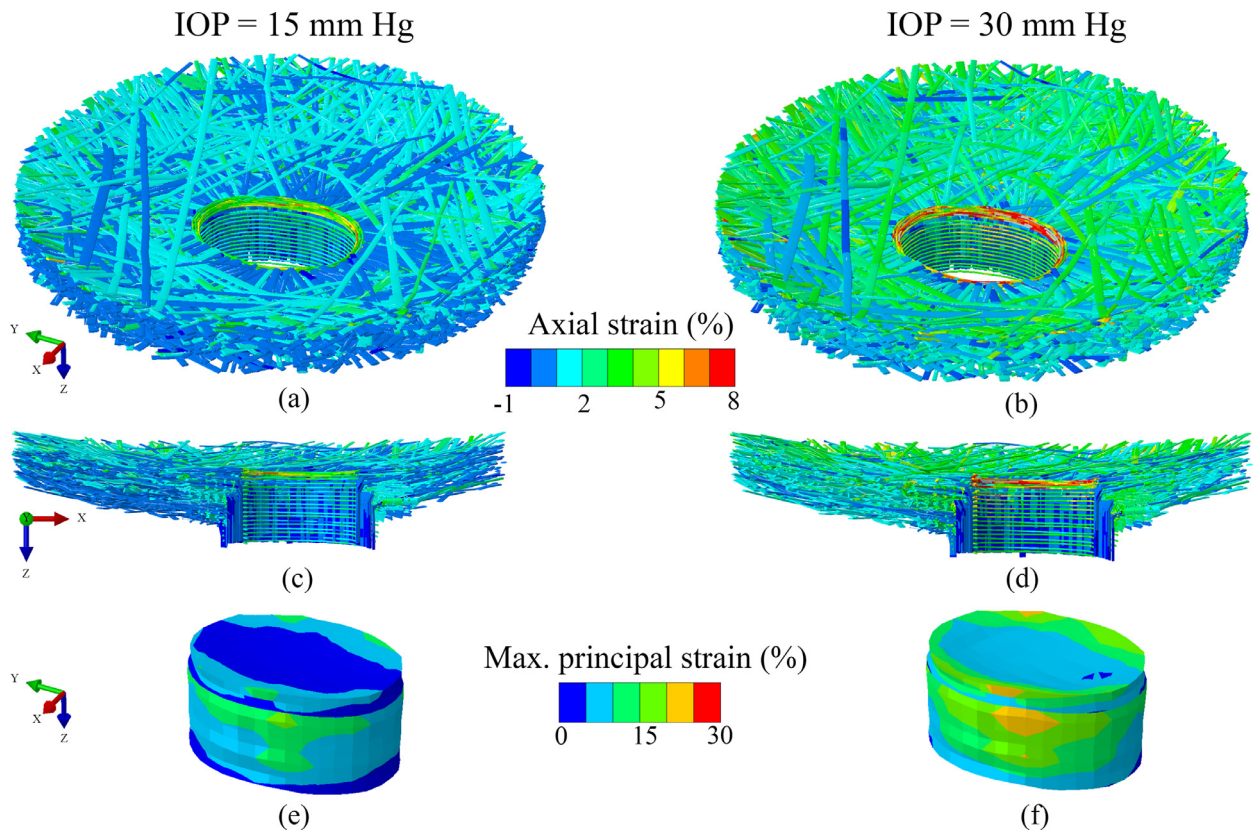 IOP = 15 mm Hg
IOP = 30 mm Hg
Y
X
Z
Axial strain (%)
-1 2 5 8
(a)
(b)
Y
X
Z
(c)
(d)
Y
X
Z
Max. principal strain (%)
0 15 30
(e)
(f)